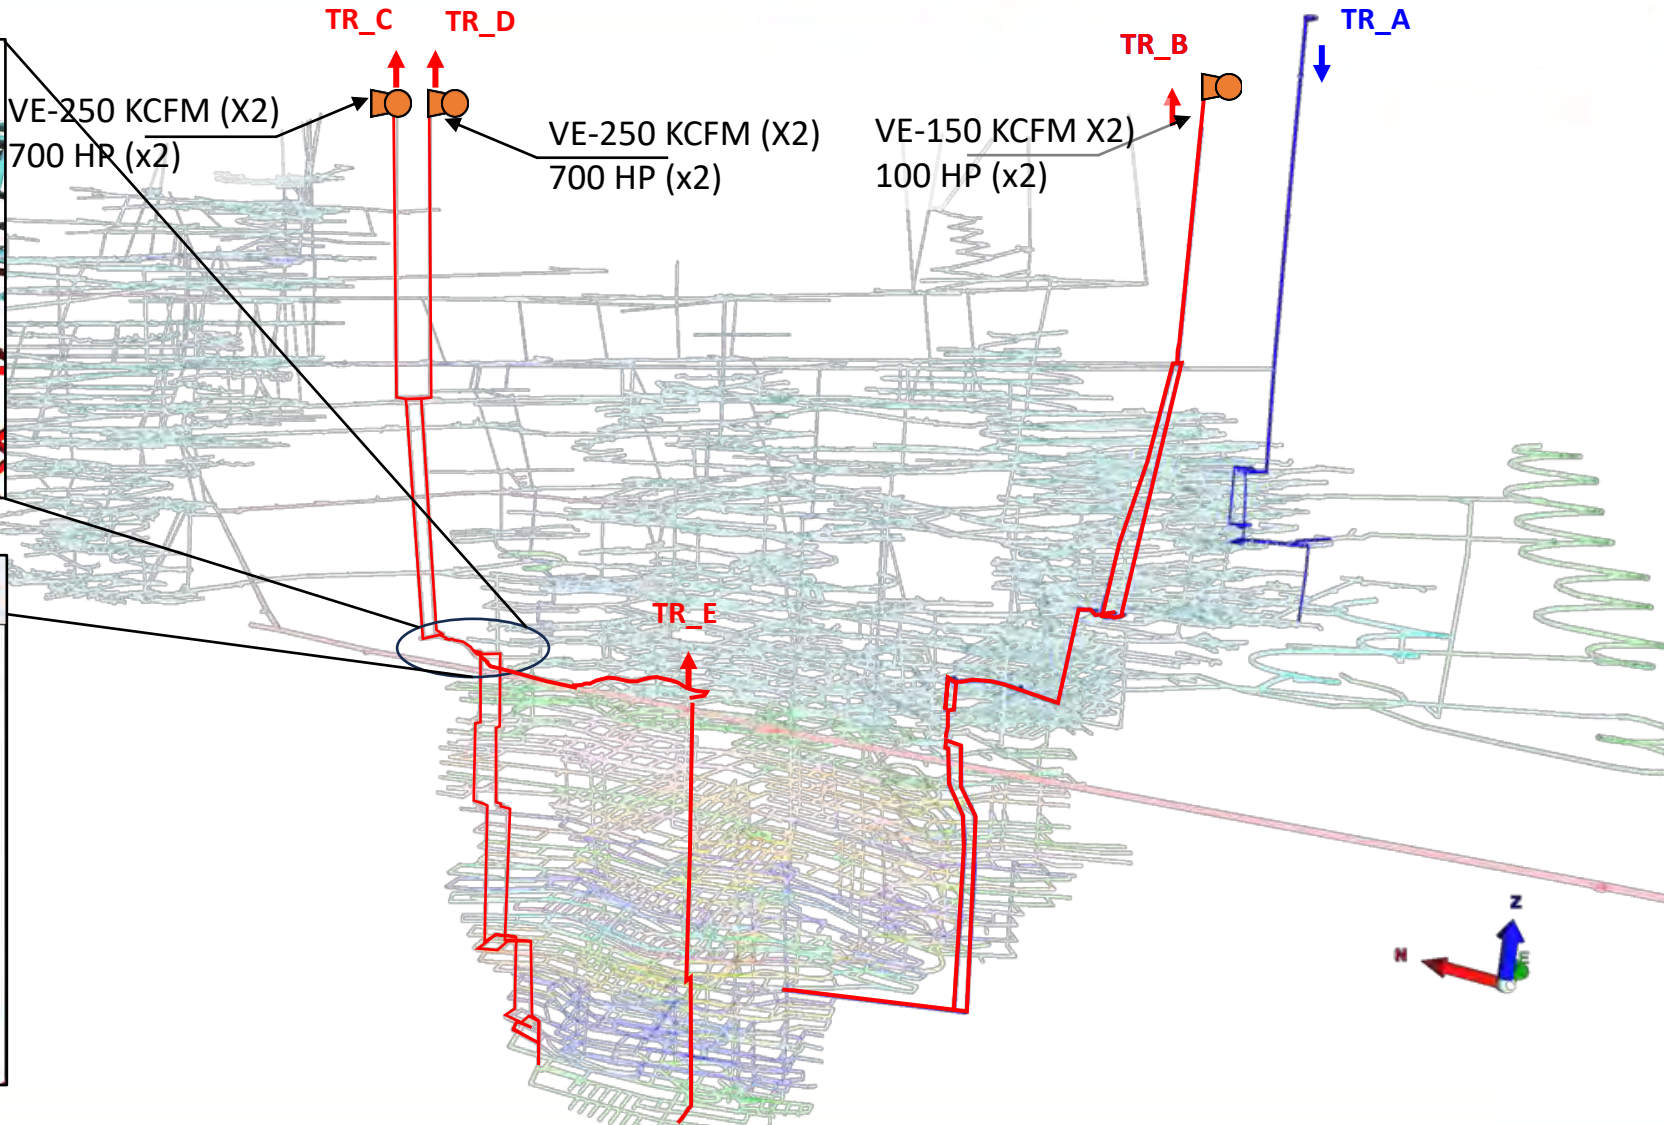 TR_C
TR_D
TR_B
TR_A
VE-250 KCFM (X2)
700 HP (x2)
VE-250 KCFM (X2)
700 HP (x2)
VE-150 KCFM X2)
100 HP (x2)
TR_E
Z
N
E